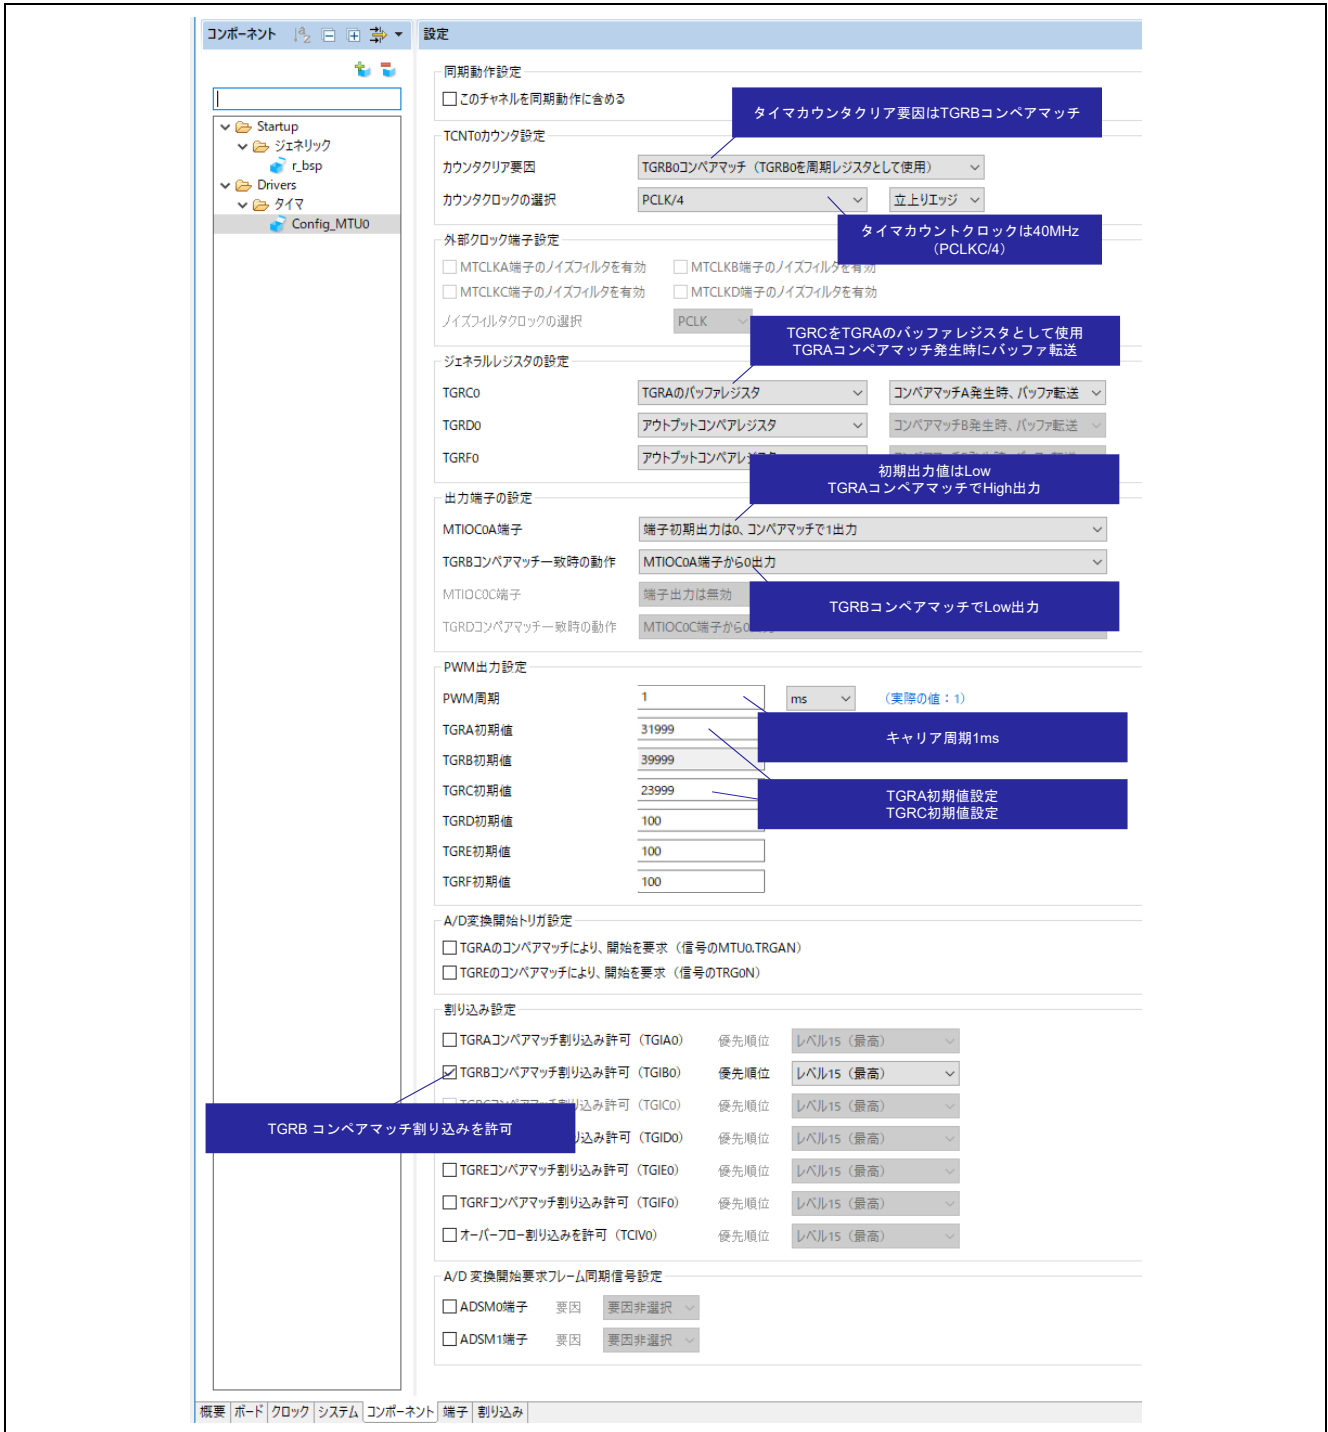 コンポーネント
設定
同期動作設定
このチャネルを同期動作に含める
タイマカウンタクリア要因はTGRBコンペアマッチ
Startup
ジェネリック
r_bsp
Drivers
タイマ
Config_MTU0
TCNT0カウンタ設定
カウンタクリア要因
TGRB0コンペアマッチ（TGRB0を周期レジスタとして使用）
カウンタクロックの選択
PCLK/4
立上りエッジ
タイマカウントクロックは40MHz
（PCLKC/4）
外部クロック端子設定
MTCLKA端子のノイズフィルタを有効
MTCLKB端子のノイズフィルタを有効
MTCLKC端子のノイズフィルタを有効
MTCLKD端子のノイズフィルタを有効
ノイズフィルタクロックの選択
PCLK
TGRCをTGRAのバッファレジスタとして使用
TGRAコンペアマッチ発生時にバッファ転送
ジェネラルレジスタの設定
TGRC0
TGRAのバッファレジスタ
コンペアマッチA発生時、バッファ転送
TGRD0
アウトプットコンペアレジスタ
コンペアマッチB発生時、バッファ転送
TGRF0
アウトプットコンペアレ
初期出力値はLow
TGRAコンペアマッチでHigh出力
出力端子の設定
MTIOC0A端子
端子初期出力は0、コンペアマッチで1出力
TGRBコンペアマッチ一致時の動作
MTIOC0A端子から0出力
MTIOC0C端子
端子出力は無効
TGRBコンペアマッチでLow出力
TGRDコンペアマッチ一致時の動作
MTIOC0C端子から0
PWM出力設定
PWM周期
1
ms
（実際の値：1）
キャリア周期1ms
TGRA初期値
31999
TGRB初期値
39999
TGRC初期値
23999
TGRA初期値設定
TGRC初期値設定
TGRD初期値
100
TGRE初期値
100
TGRF初期値
100
A/D変換開始トリガ設定
TGRAのコンペアマッチにより、開始を要求（信号のMTU0.TRGAN）
TGREのコンペアマッチにより、開始を要求（信号のTRG0N）
割り込み設定
TGRAコンペアマッチ割り込み許可（TGIA0）
優先順位
レベル15（最高）
TGRBコンペアマッチ割り込み許可（TGIB0）
優先順位
レベル15（最高）
込み許可（TGIC0）
優先順位
レベル15（最高）
TGRB コンペアマッチ割り込みを許可
込み許可（TGID0）
優先順位
レベル15（最高）
TGREコンペアマッチ割り込み許可（TGIE0）
優先順位
レベル15（最高）
TGRFコンペアマッチ割り込み許可（TGIF0）
優先順位
レベル15（最高）
オーバーフロー割り込みを許可（TCIV0）
優先順位
レベル15（最高）
A/D 変換開始要求フレーム同期信号設定
ADSM0端子
要因
要因非選択
ADSM1端子
要因
要因非選択
概要
ボード
クロック
システム
コンポーネント
端子
割り込み